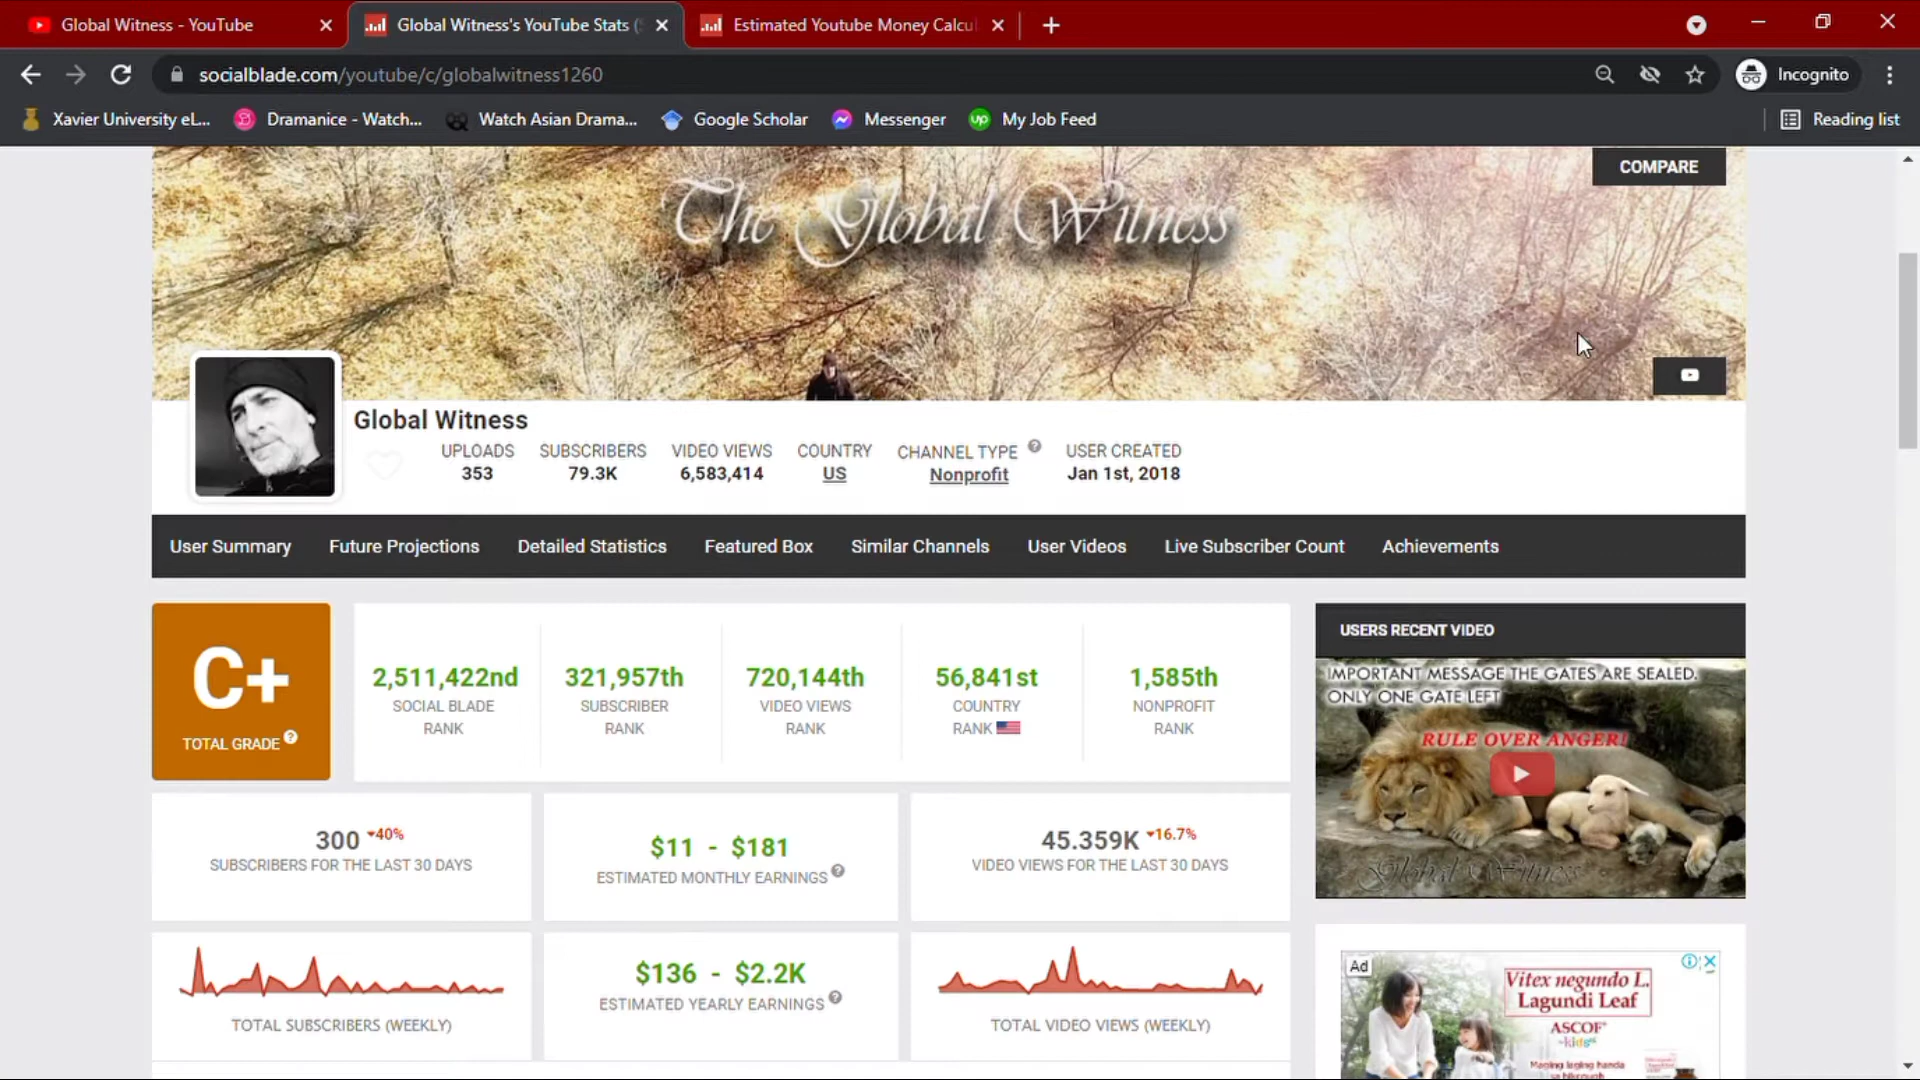 Global Witness - YouTube
Global Witness's YouTube Stats (
Estimated Youtube Money Calcu
socialblade.com/youtube/c/globalwitness1260
Incognito
Xavier University eL...
Dramanice - Watch...
Watch Asian Drama...
Google Scholar
Messenger
up
My Job Feed
Reading list
COMPARE
The Global Witness
Global Witness
UPLOADS
353
SUBSCRIBERS
79.3K
VIDEO VIEWS
6,583,414
COUNTRY
US
CHANNEL TYPE
Nonprofit
USER CREATED
Jan 1st, 2018
User Summary
Future Projections
Detailed Statistics
Featured Box
Similar Channels
User Videos
Live Subscriber Count
Achievements
C+
TOTAL GRADE
2,511,422nd
SOCIAL BLADE
RANK
321,957th
SUBSCRIBER
RANK
720,144th
VIDEO VIEWS
RANK
56,841st
COUNTRY
RANK
1,585th
NONPROFIT
RANK
USERS RECENT VIDEO
IMPORTANT MESSAGE THE GATES ARE SEALED.
ONLY ONE GATE LEFT
RULE OVER ANGER!
Global Witness
300 40%
SUBSCRIBERS FOR THE LAST 30 DAYS
$11 - $181
ESTIMATED MONTHLY EARNINGS
45.359K 16.7%
VIDEO VIEWS FOR THE LAST 30 DAYS
TOTAL SUBSCRIBERS (WEEKLY)
$136 - $2.2K
ESTIMATED YEARLY EARNINGS
TOTAL VIDEO VIEWS (WEEKLY)
Ad
Vitex negundo L.
Lagundi Leaf
ASCOF
kids
Maging laging handa